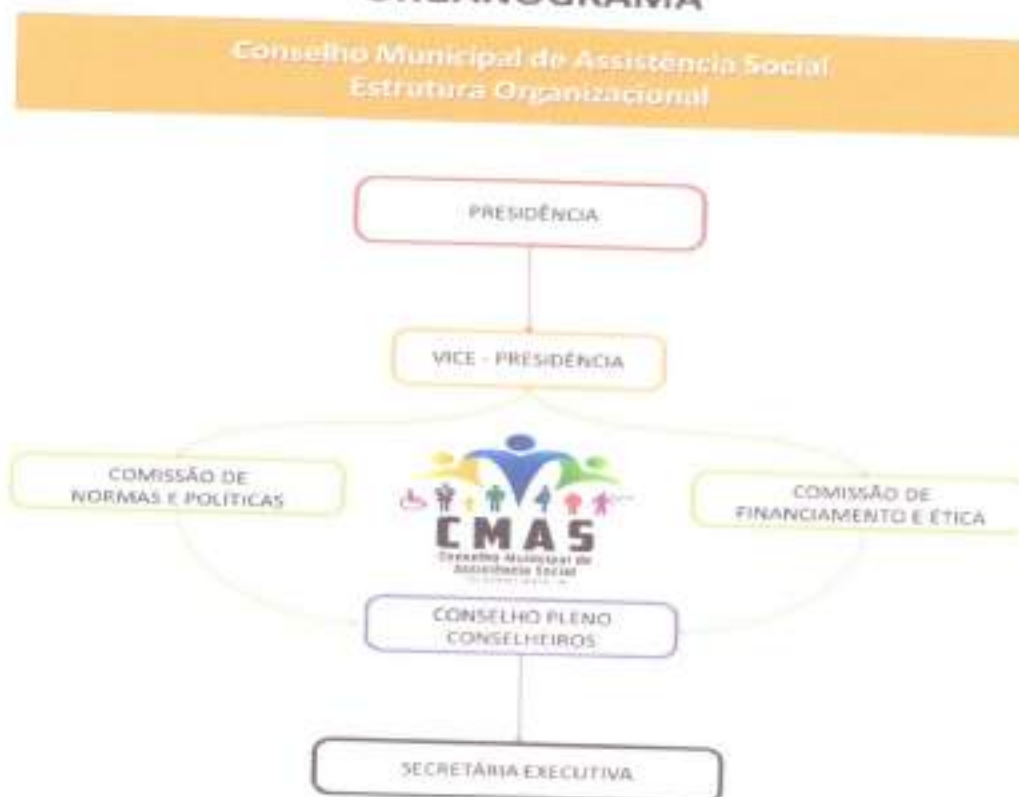 ORGANOGRAMA
Conselho Municipal de Assistência Social
Estrutura Organizacional
PRESIDÊNCIA
VICE - PRESIDÊNCIA
COMISSÃO DE
NORMAS E POLÍTICAS
COMISSÃO DE
FINANCIAMENTO E ÉTICA
CMAS
Conselho Municipal de
Assistência Social
CONSELHO PLENO
CONSELHEIROS
SECRETÁRIA EXECUTIVA